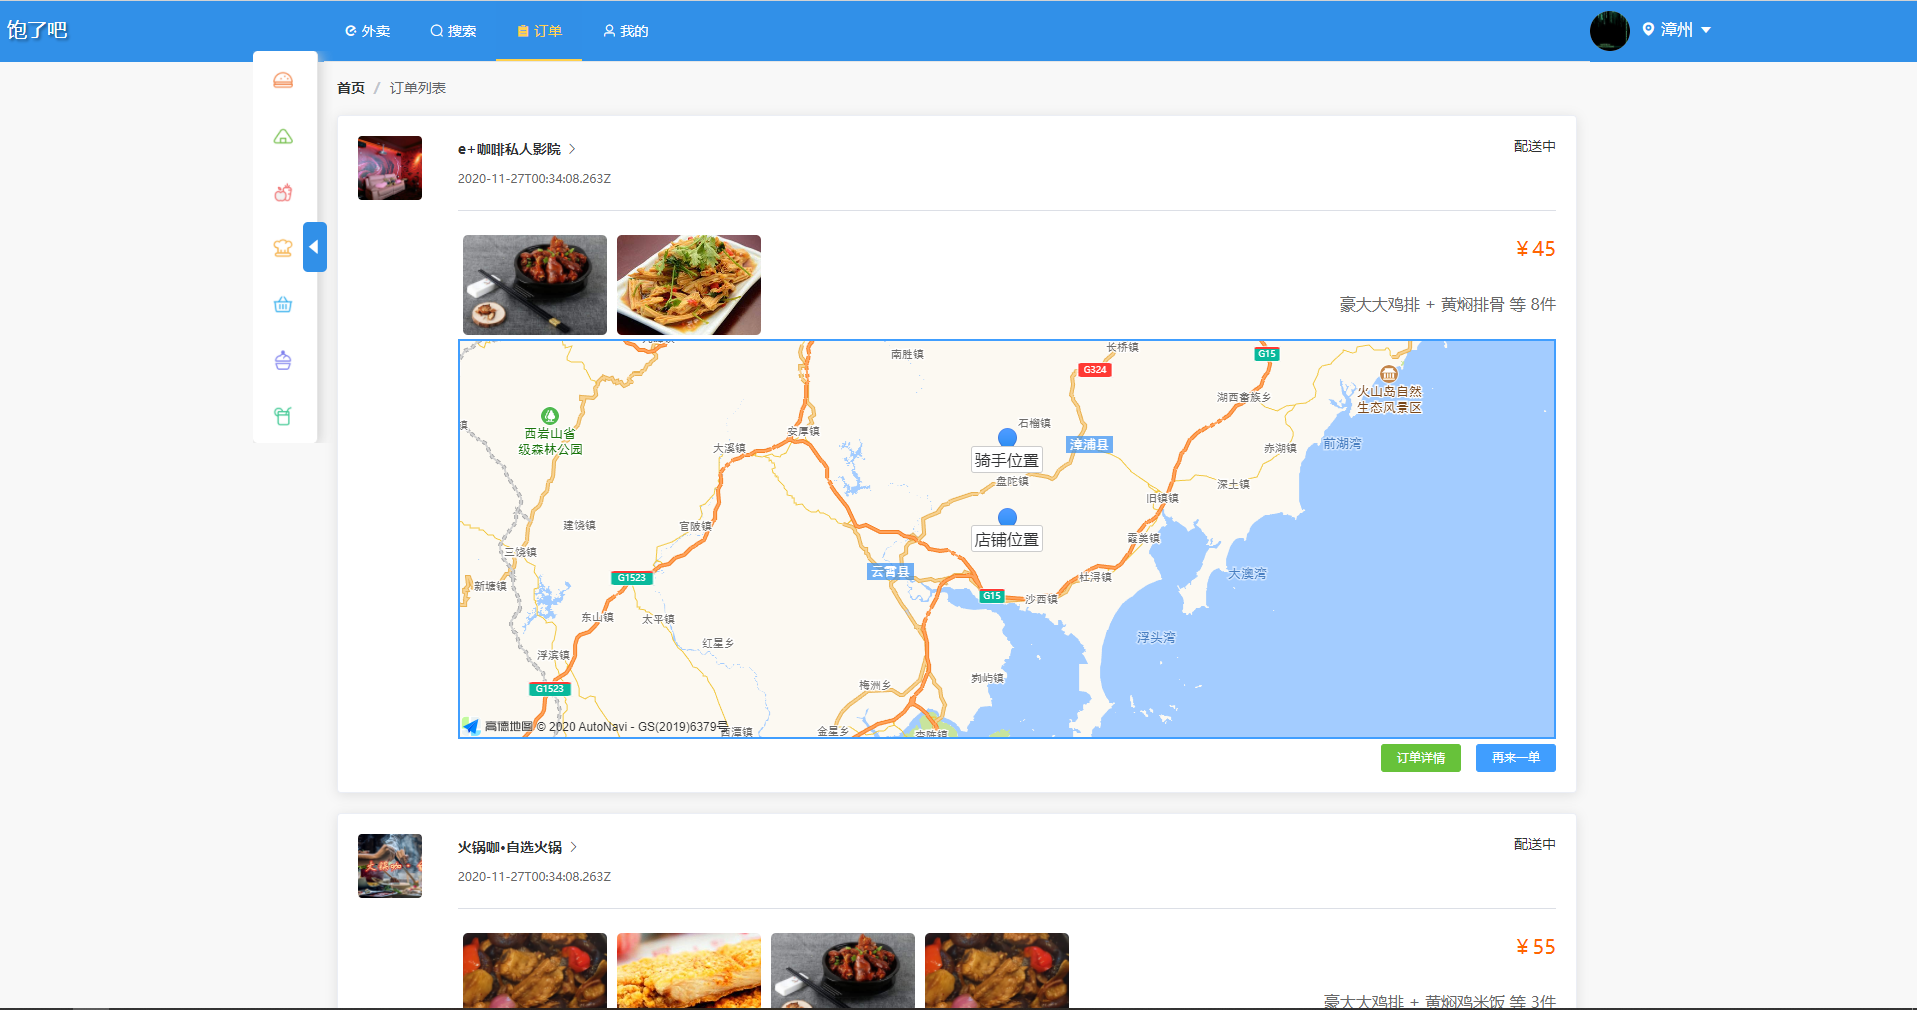 饱了吧
外卖
搜索
订单
我的
漳州
首页 / 订单列表
e+咖啡私人影院
配送中
2020-11-27T00:34:08.263Z
¥45
豪大大鸡排 + 黄焖排骨 等 8件
南胜镇
长桥镇
G15
G324
火山岛自然
生态风景区
湖西畲族乡
西岩山省
级森林公园
石榴镇
安厚镇
大溪镇
漳浦县
赤湖镇
前湖湾
骑手位置
盘陀镇
深土镇
旧镇镇
建饶镇
官陂镇
店铺位置
霞美镇
三饶镇
云霄县
大澳湾
G1523
杜浔镇
新塘镇
G15
沙西镇
东山镇
太平镇
浮头湾
红星乡
浮滨镇
梅洲乡
G1523
高德地图 © 2020 AutoNavi - GS(2019)6379号
金星乡
订单详情
再来一单
火锅咖•自选火锅
配送中
2020-11-27T00:34:08.263Z
¥55
豪大大鸡排 + 黄焖鸡米饭 等 3件